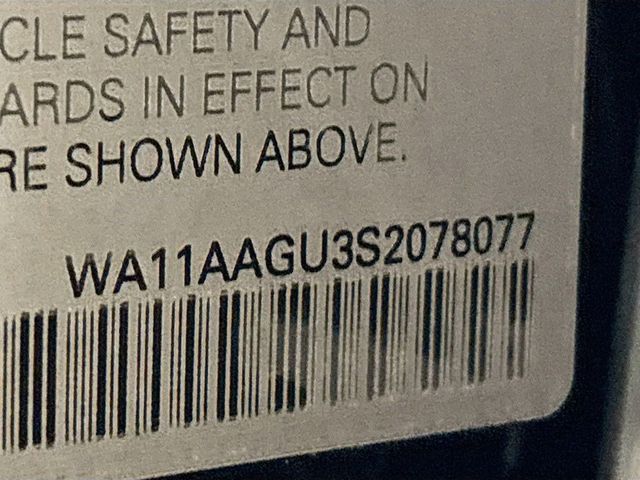 CLE SAFETY AND
ARDS IN EFFECT ON
RE SHOWN ABOVE.
WA11AAGU3S2078077